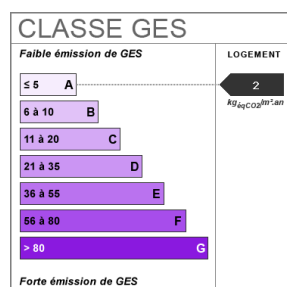 CLASSE GES
Faible émission de GES
LOGEMENT
≤ 5 A
2
kgéqCO2/m².an
6 à 10 B
11 à 20 C
21 à 35 D
36 à 55 E
56 à 80 F
> 80 G
Forte émission de GES